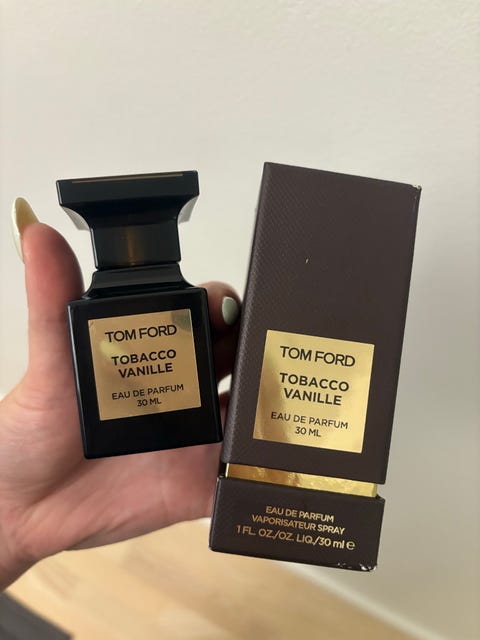 TOM FORD
TOBACCO
VANILLE
EAU DE PARFUM
30 ML
TOM FORD
TOBACCO
VANILLE
EAU DE PARFUM
30 ML
EAU DE PARFUM
VAPORISATEUR SPRAY
1 FL. OZ./OZ. LIQ./30 ml ℮